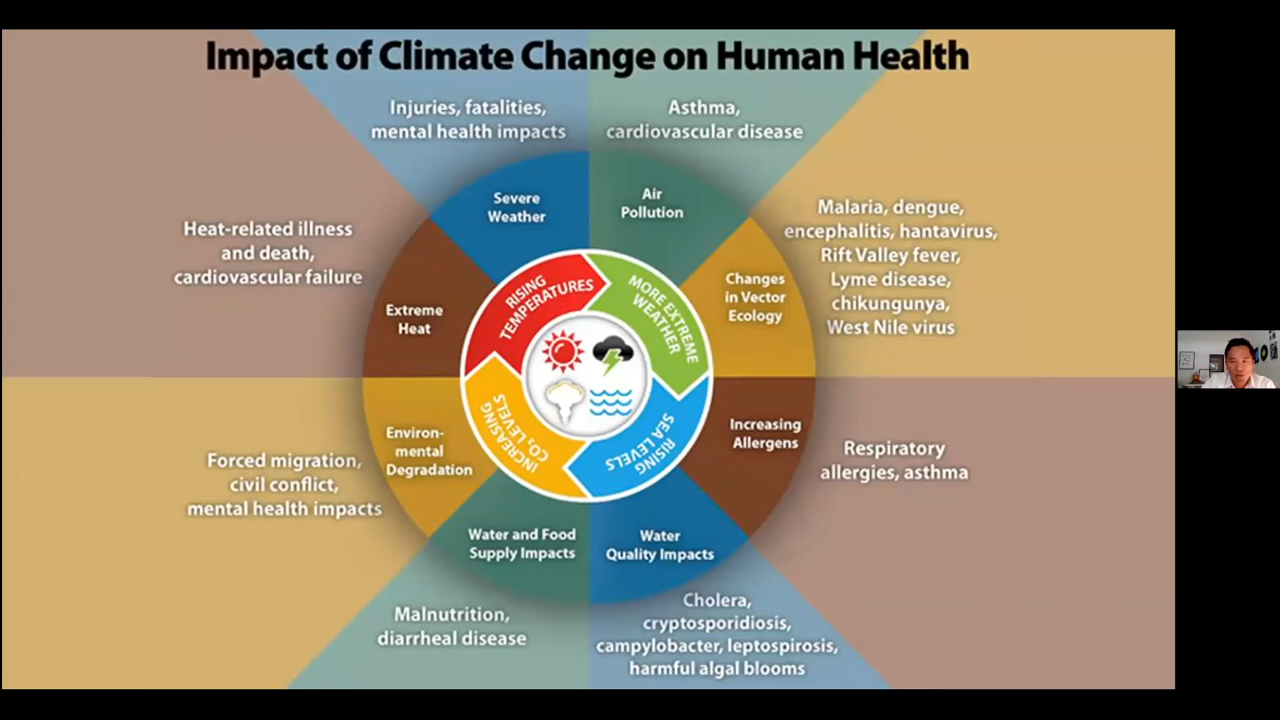 Impact of Climate Change on Human Health
Injuries, fatalities,
mental health impacts
Asthma,
cardiovascular disease
Severe
Weather
Air
Pollution
Heat-related illness
and death,
cardiovascular failure
Extreme
Heat
Changes
in Vector
Ecology
Malaria, dengue,
encephalitis, hantavirus,
Rift Valley fever,
Lyme disease,
chikungunya,
West Nile virus
RISING
TEMPERATURES
MORE EXTREME
WEATHER
INCREASING
CO₂ LEVELS
RISING
SEA LEVELS
Forced migration,
civil conflict,
mental health impacts
Environ-
mental
Degradation
Increasing
Allergens
Respiratory
allergies, asthma
Water and Food
Supply Impacts
Water
Quality Impacts
Malnutrition,
diarrheal disease
Cholera,
cryptosporidiosis,
campylobacter, leptospirosis,
harmful algal blooms